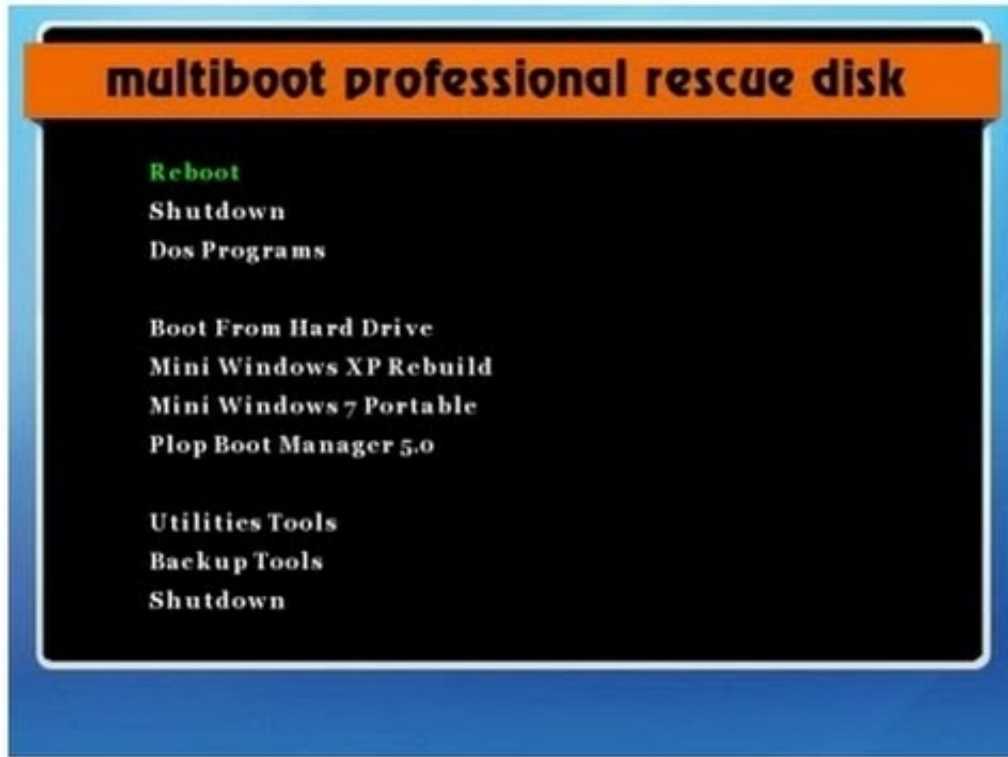 multiboot professional rescue disk
Reboot
Shutdown
Dos Programs
Boot From Hard Drive
Mini Windows XP Rebuild
Mini Windows 7 Portable
Plop Boot Manager 5.0
Utilities Tools
Backup Tools
Shutdown